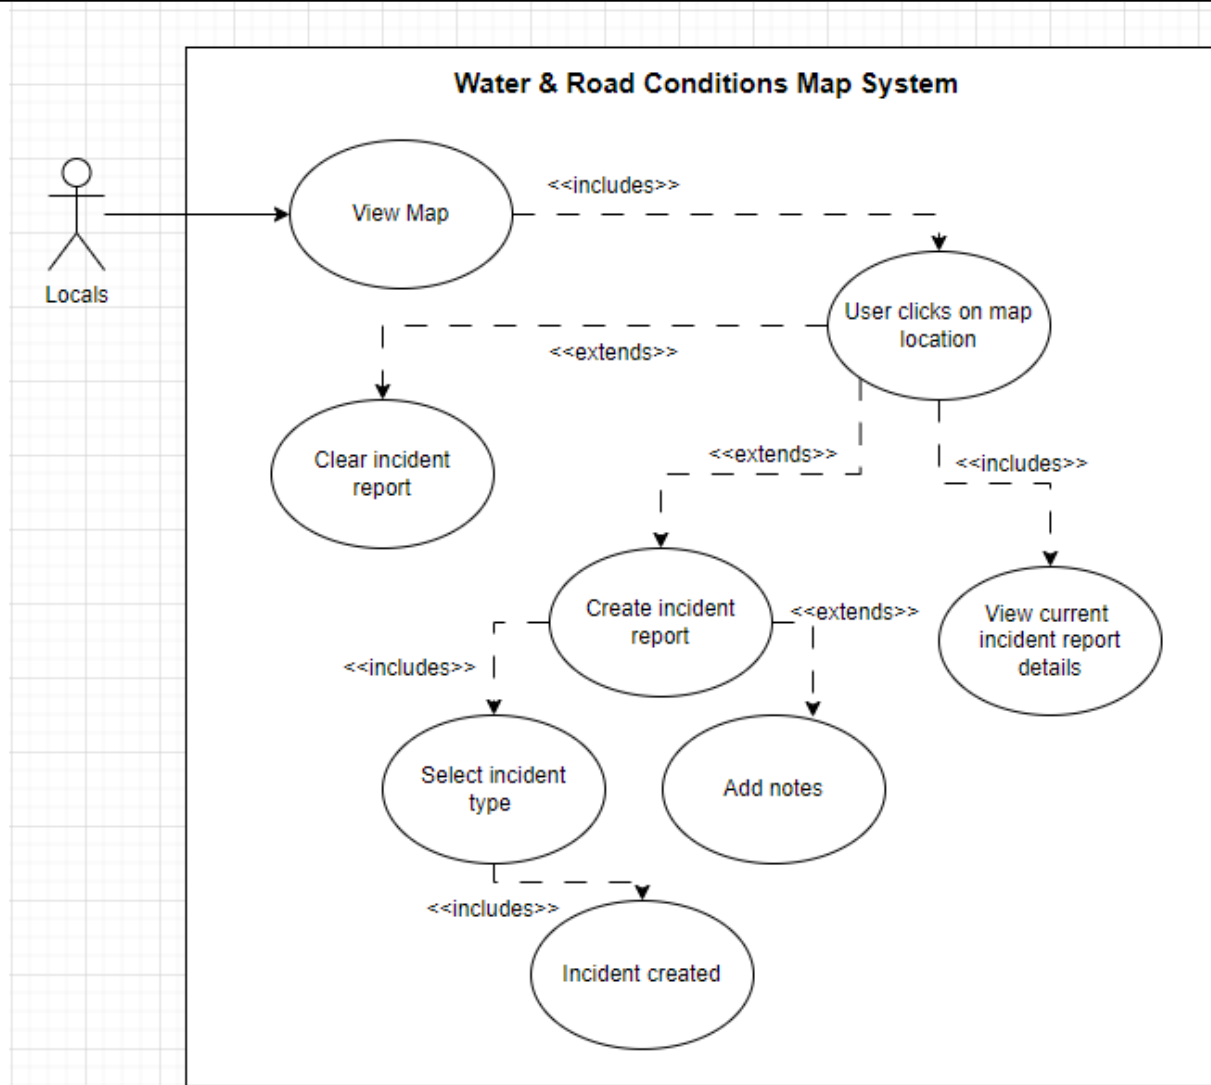 Water & Road Conditions Map System
<<includes>>
View Map
Locals
User clicks on map
location
<<extends>>
Clear incident
report
<<extends>>
<<includes>>
Create incident
report
<<extends>>
View current
incident report
details
<<includes>>
Select incident
type
Add notes
<<includes>>
Incident created